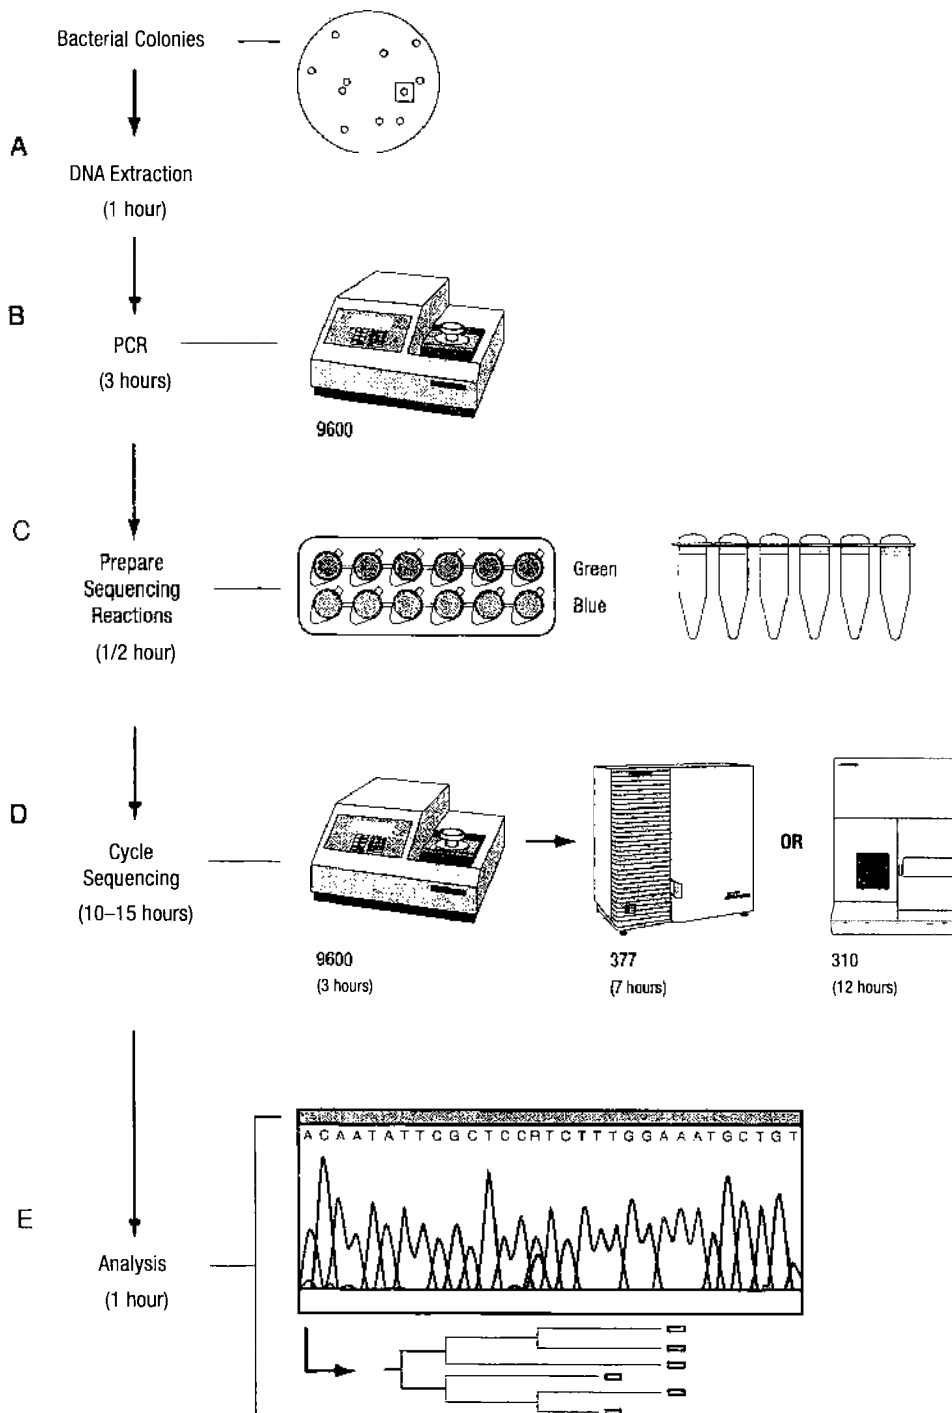 Bacterial Colonies
A
DNA Extraction
(1 hour)
B
PCR
(3 hours)
9600
C
Prepare
Sequencing
Reactions
(1/2 hour)
Green
Blue
D
Cycle
Sequencing
(10–15 hours)
9600
(3 hours)
377
(7 hours)
OR
310
(12 hours)
E
Analysis
(1 hour)
A C A A T A T T C G C T C C R T C T T T G G A A A T G C T G T